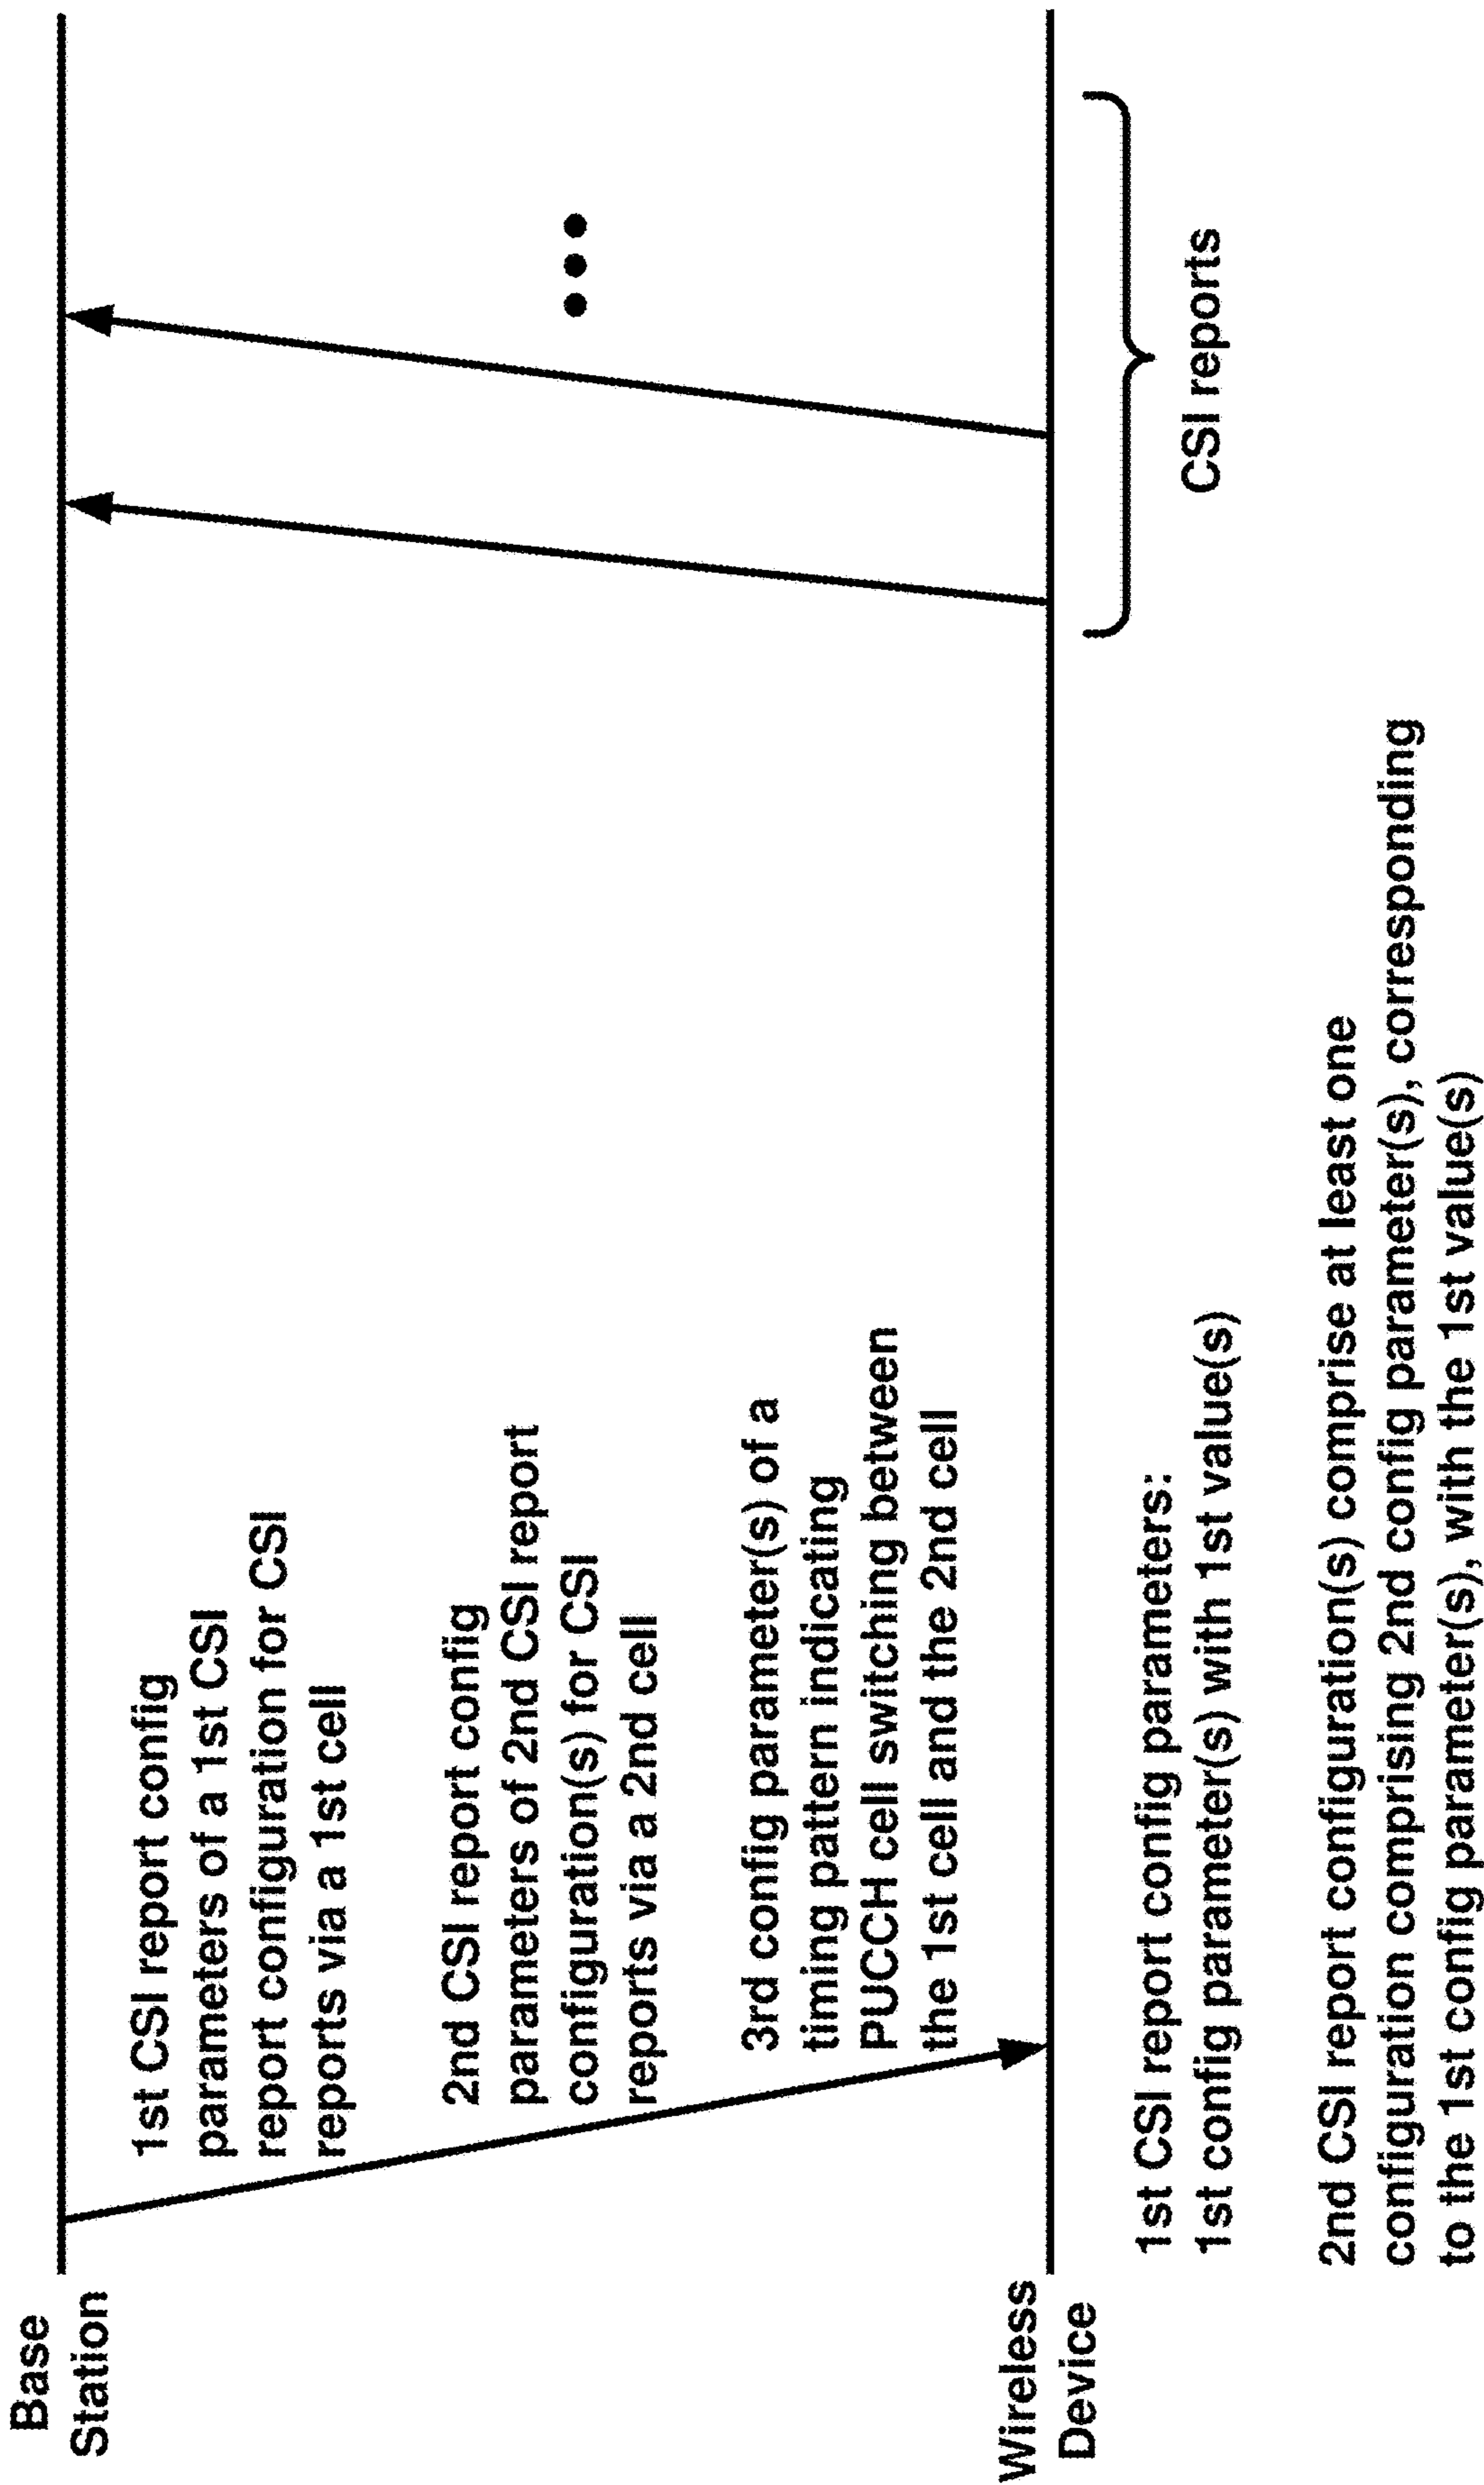 Base
Station
1st CSI report config
parameters of a 1st CSI
report configuration for CSI
reports via a 1st cell
2nd CSI report config
parameters of 2nd CSI report
configuration(s) for CSI
reports via a 2nd cell
3rd config parameter(s) of a
timing pattern indicating
PUCCH cell switching between
the 1st cell and the 2nd cell
Wireless
Device
CSI reports
1st CSI report config parameters:
1st config parameter(s) with 1st value(s)
2nd CSI report configuration(s) comprise at least one
configuration comprising 2nd config parameter(s), corresponding
to the 1st config parameter(s), with the 1st value(s)